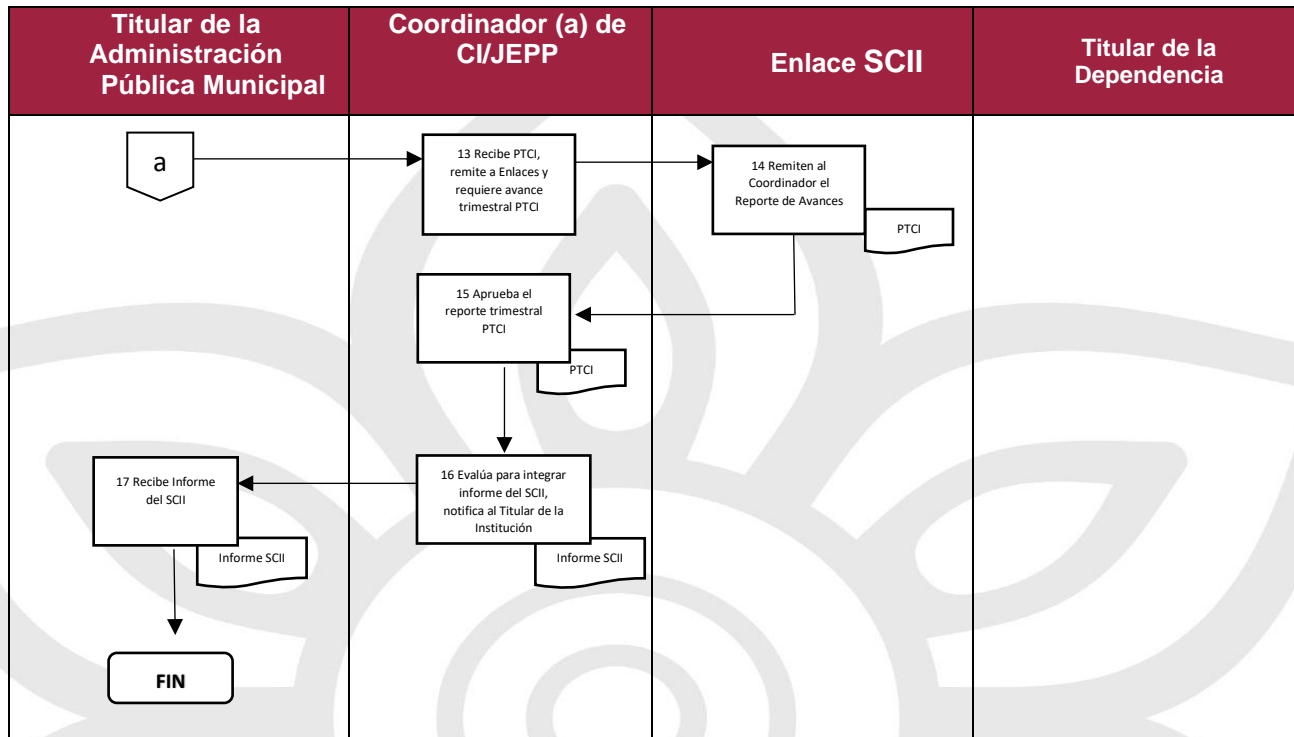 Titular de la
Administración
Pública Municipal
Coordinador (a) de
CI/JEPP
Enlace SCII
Titular de la
Dependencia
a
13 Recibe PTCI,
remite a Enlaces y
requiere avance
trimestral PTCI
14 Remiten al
Coordinador el
Reporte de Avances
PTCI
15 Aprueba el
reporte trimestral
PTCI
PTCI
16 Evalúa para integrar
informe del SCII,
notifica al Titular de la
Institución
Informe SCII
17 Recibe Informe
del SCII
Informe SCII
FIN